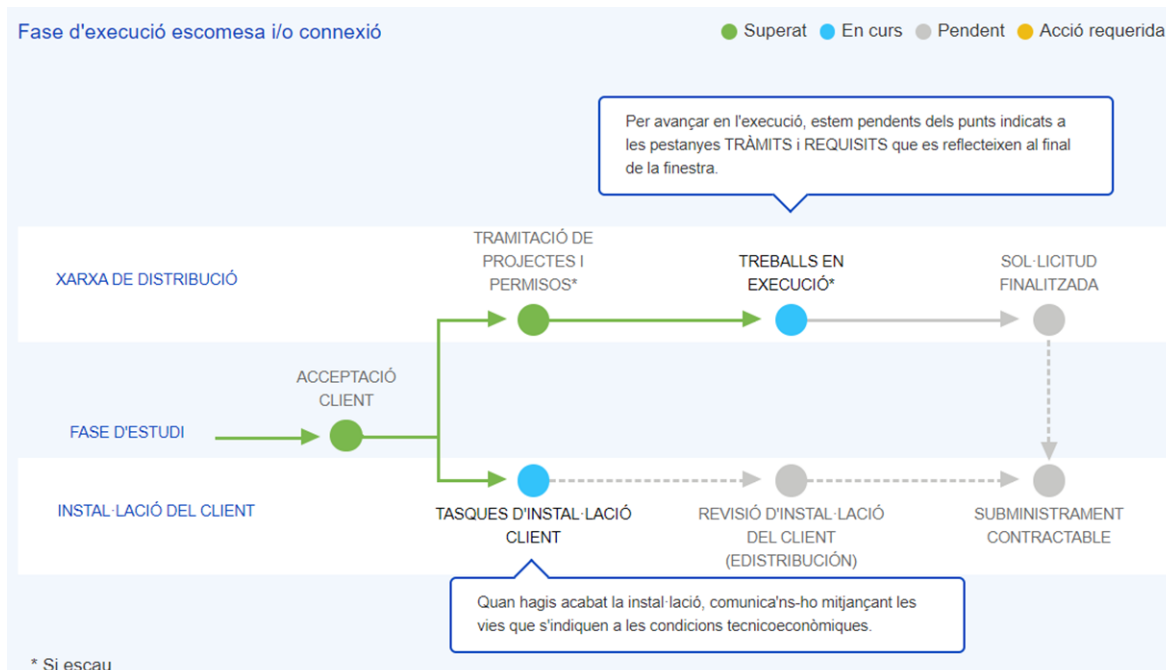 Fase d'execució escomesa i/o connexió
Superat
En curs
Pendent
Acció requerida
Per avançar en l'execució, estem pendents dels punts indicats a
les pestanyes TRÀMITS i REQUISITS que es reflecteixen al final
de la finestra.
XARXA DE DISTRIBUCIÓ
TRAMITACIÓ DE
PROJECTES I
PERMISOS*
TREBALLS EN
EXECUCIÓ*
SOL·LICITUD
FINALITZADA
ACCEPTACIÓ
CLIENT
FASE D'ESTUDI
INSTAL·LACIÓ DEL CLIENT
TASQUES D'INSTAL·LACIÓ
CLIENT
REVISIÓ D'INSTAL·LACIÓ
DEL CLIENT
(EDISTRIBUCIÓN)
SUBMINISTRAMENT
CONTRACTABLE
Quan hagis acabat la instal·lació, comunica'ns-ho mitjançant les
vies que s'indiquen a les condicions tecnicoeconòmiques.
* Si escau